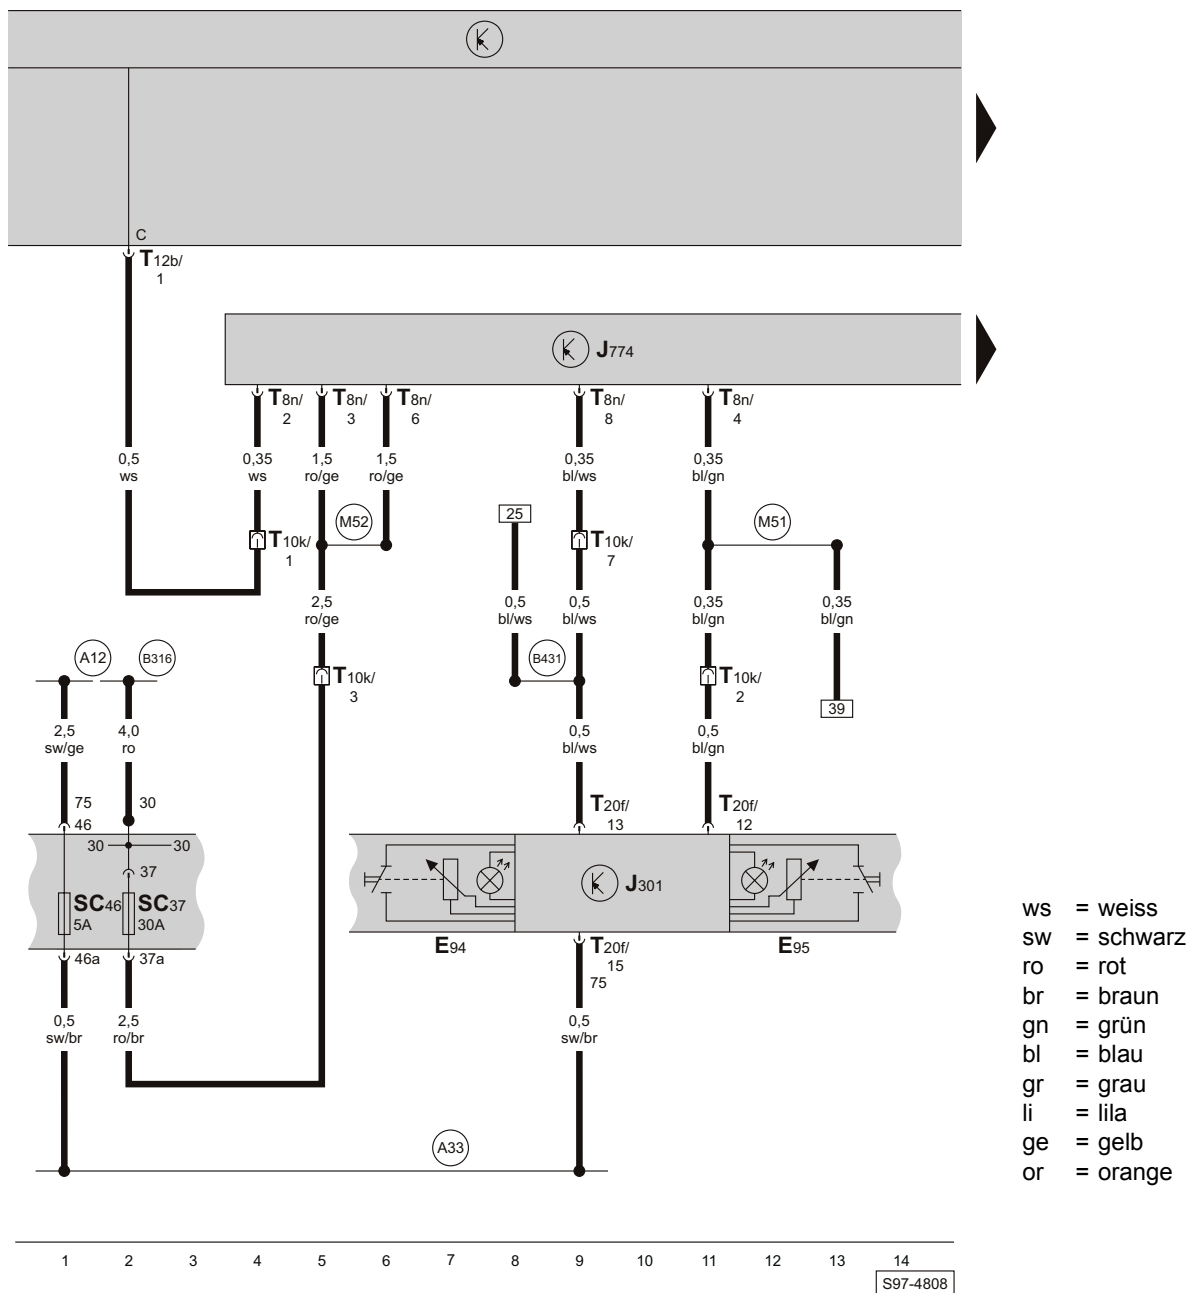 C
T12b/
1
J774
T8n/
2
T8n/
3
T8n/
6
T8n/
8
T8n/
4
0,5
ws
0,35
ws
1,5
ro/ge
1,5
ro/ge
0,35
bl/ws
0,35
bl/gn
M52
25
M51
T10k/
1
T10k/
7
2,5
ro/ge
0,5
bl/ws
0,5
bl/ws
0,35
bl/gn
0,35
bl/gn
A12
B316
B431
T10k/
3
T10k/
2
39
2,5
sw/ge
4,0
ro
0,5
bl/ws
0,5
bl/gn
75
46
30
T20f/
13
T20f/
12
30
30
37
SC46
5A
SC37
30A
J301
E94
E95
46a
37a
T20f/
15
75
0,5
sw/br
2,5
ro/br
0,5
sw/br
A33
1 2 3 4 5 6 7 8 9 10 11 12 13 14
S97-4808
ws = weiss
sw = schwarz
ro = rot
br = braun
gn = grün
bl = blau
gr = grau
li = lila
ge = gelb
or = orange